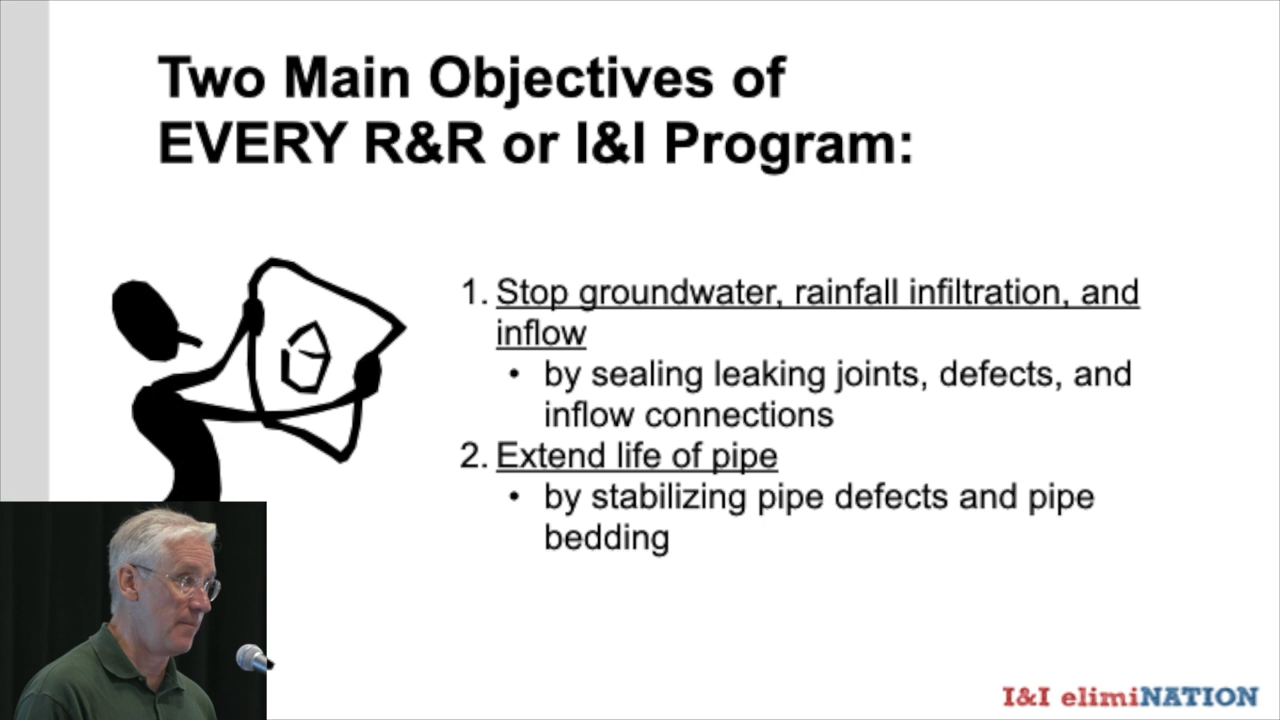 Two Main Objectives of
EVERY R&R or I&I Program:
1. Stop groundwater, rainfall infiltration, and
inflow
• by sealing leaking joints, defects, and
inflow connections
2. Extend life of pipe
• by stabilizing pipe defects and pipe
bedding
I&I elimiNATION